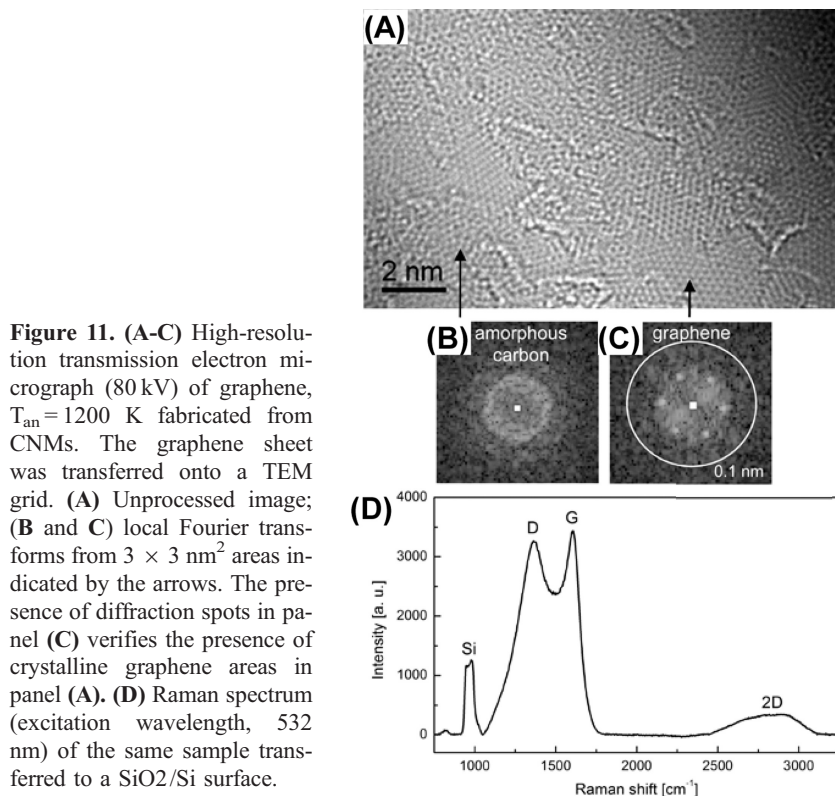 (A)
2 nm
(B)
amorphous
carbon
(C)
graphene
0.1 nm
Figure 11. (A-C) High-resolu-
tion transmission electron mi-
crograph (80 kV) of graphene,
Tan = 1200 K fabricated from
CNMs. The graphene sheet
was transferred onto a TEM
grid. (A) Unprocessed image;
(B and C) local Fourier trans-
forms from 3 × 3 nm² areas in-
dicated by the arrows. The pre-
sence of diffraction spots in pa-
nel (C) verifies the presence of
crystalline graphene areas in
panel (A). (D) Raman spectrum
(excitation wavelength, 532
nm) of the same sample trans-
ferred to a SiO2/Si surface.
(D)
4000
3000
2000
1000
0
Intensity [a. u.]
Si
D
G
2D
1000
1500
2000
2500
3000
Raman shift [cm⁻¹]